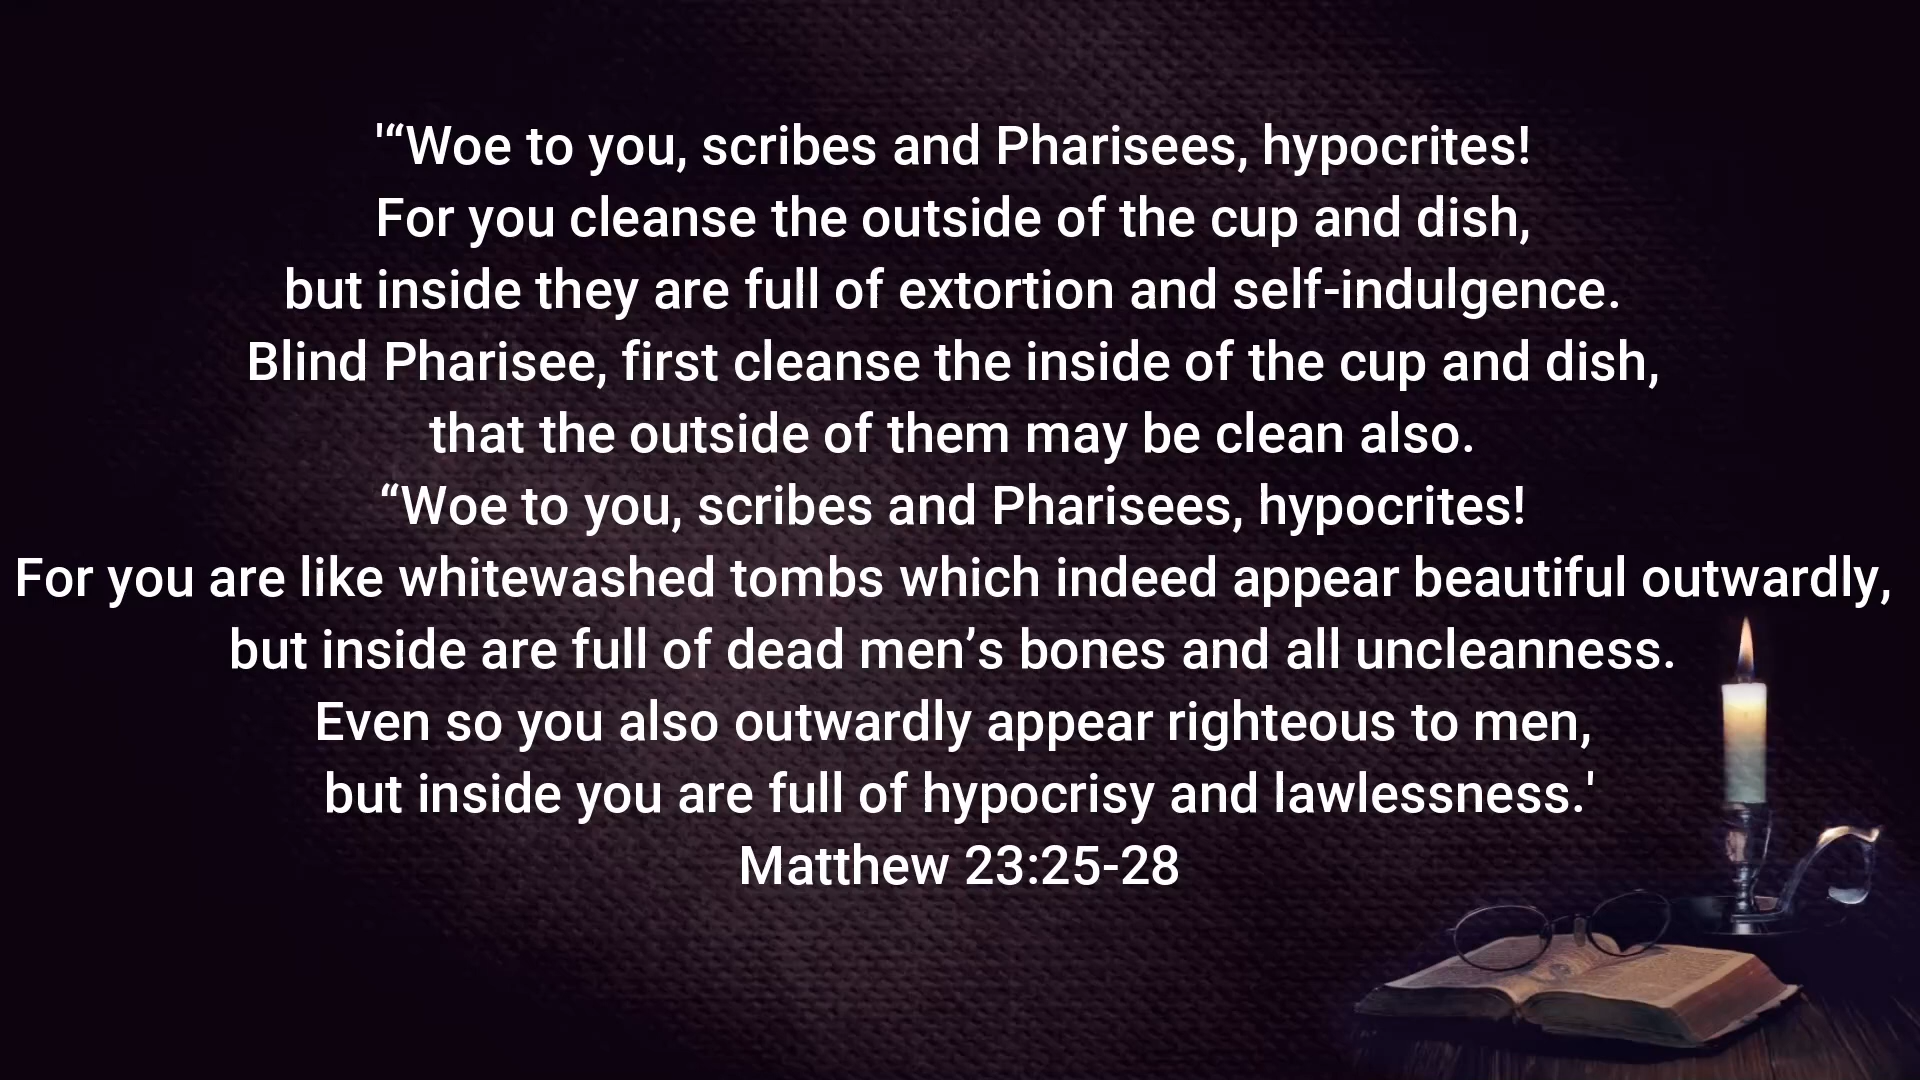 '“Woe to you, scribes and Pharisees, hypocrites!
For you cleanse the outside of the cup and dish,
but inside they are full of extortion and self-indulgence.
Blind Pharisee, first cleanse the inside of the cup and dish,
that the outside of them may be clean also.
“Woe to you, scribes and Pharisees, hypocrites!
For you are like whitewashed tombs which indeed appear beautiful outwardly,
but inside are full of dead men’s bones and all uncleanness.
Even so you also outwardly appear righteous to men,
but inside you are full of hypocrisy and lawlessness.'
Matthew 23:25-28